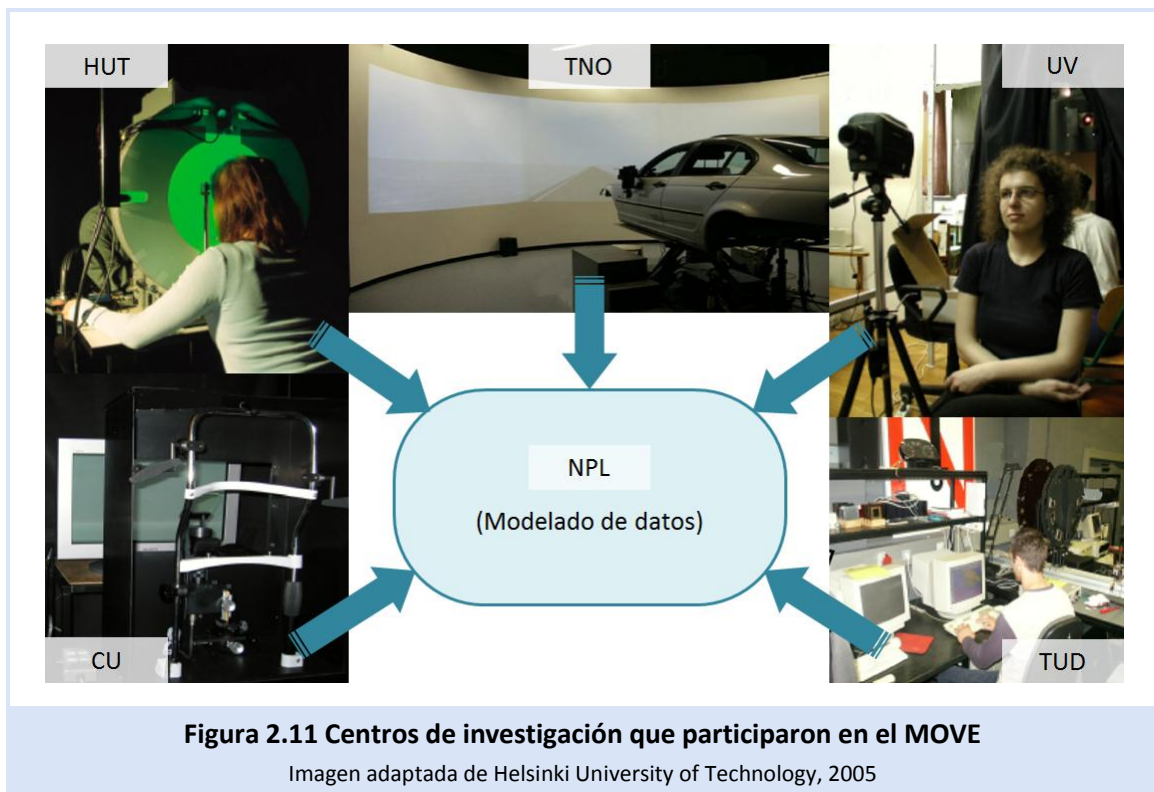 HUT
TNO
UV
NPL
(Modelado de datos)
CU
TUD
Figura 2.11 Centros de investigación que participaron en el MOVE
Imagen adaptada de Helsinki University of Technology, 2005